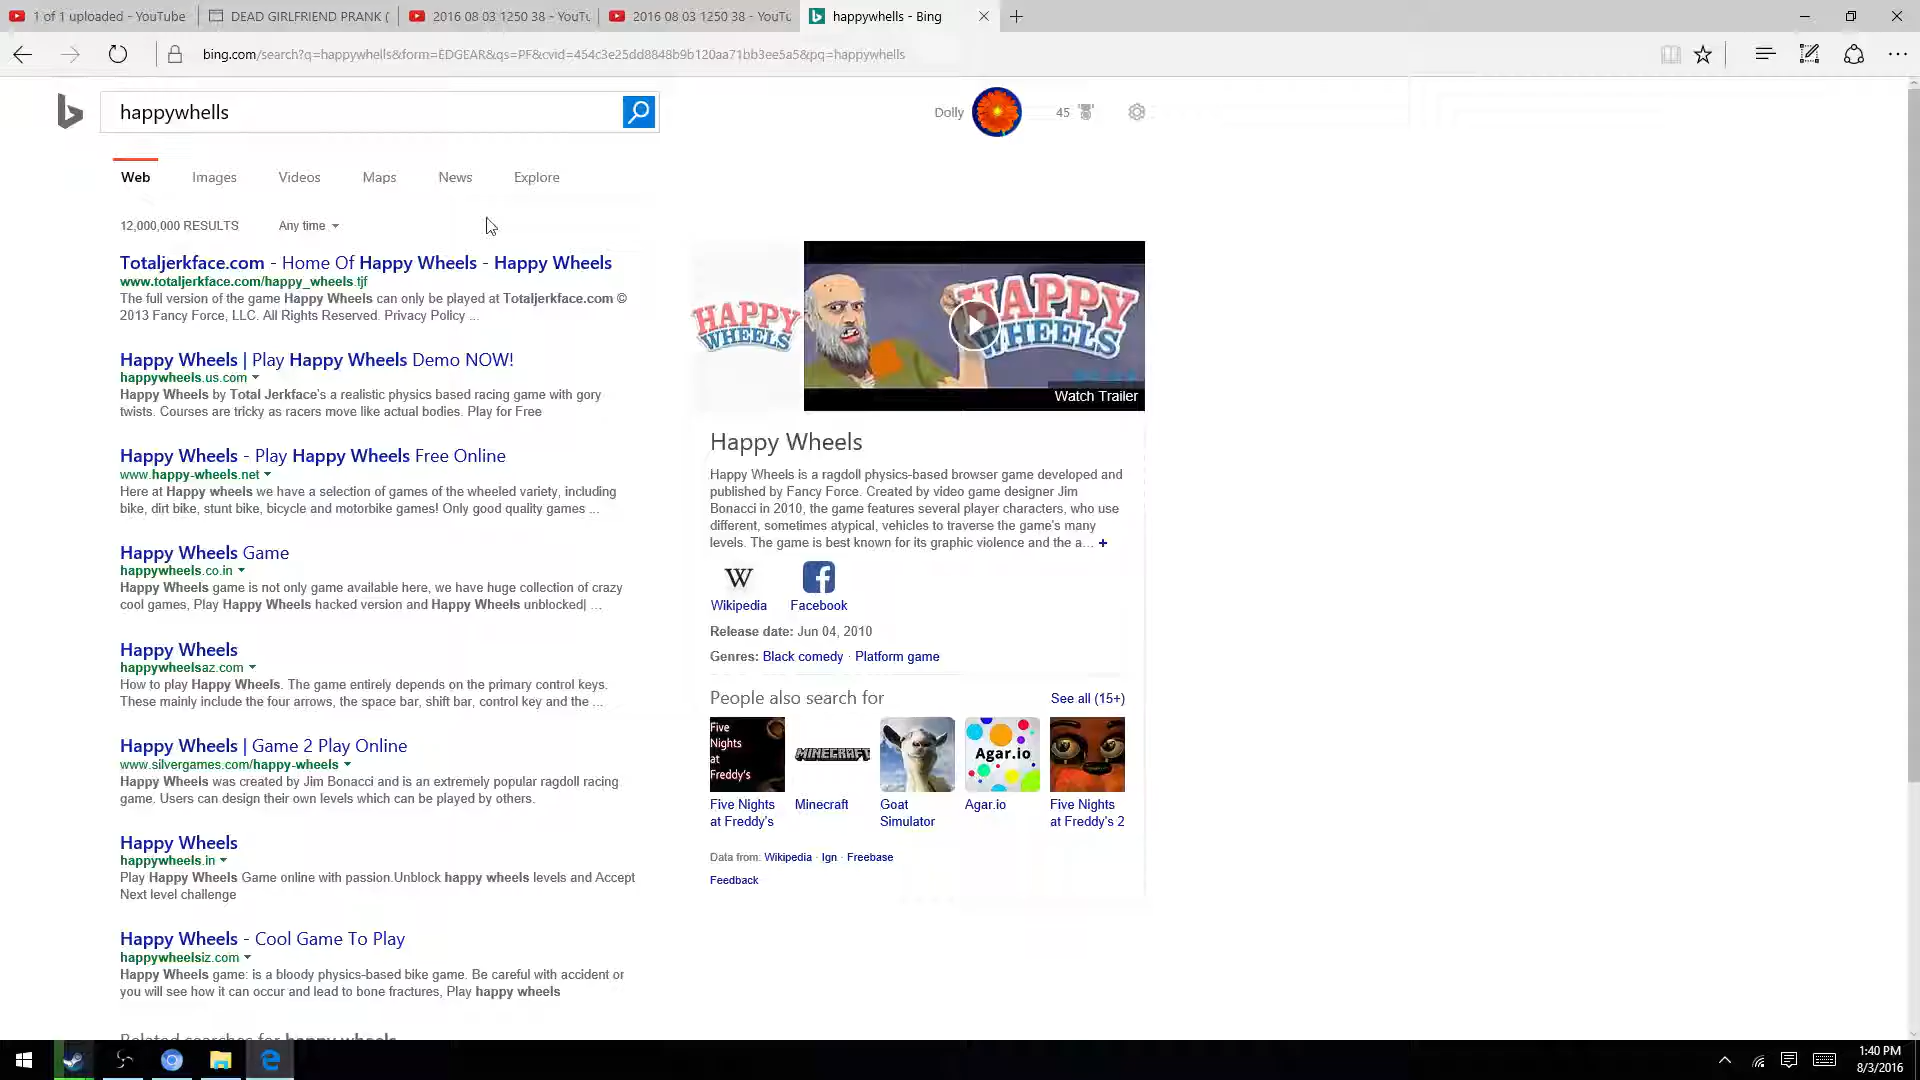 1 of 1 uploaded - YouTube
DEAD GIRLFRIEND PRANK (
2016 08 03 1250 38 - YouTu
2016 08 03 1250 38 - YouTu
happywhells - Bing
bing.com/search?q=happywhells&form=EDGEAR&qs=PF&cvid=454c3e25dd8848b9b120aa71bb3ee5a5&pq=happywhells
happywhells
Dolly
45
Web
Images
Videos
Maps
News
Explore
12,000,000 RESULTS
Any time
Totaljerkface.com - Home Of Happy Wheels - Happy Wheels
www.totaljerkface.com/happy_wheels.tjf
The full version of the game Happy Wheels can only be played at Totaljerkface.com ©
2013 Fancy Force, LLC. All Rights Reserved. Privacy Policy ...
Happy Wheels | Play Happy Wheels Demo NOW!
happywheels.us.com
Happy Wheels by Total Jerkface's a realistic physics based racing game with gory
twists. Courses are tricky as racers move like actual bodies. Play for Free
Happy Wheels - Play Happy Wheels Free Online
www.happy-wheels.net
Here at Happy wheels we have a selection of games of the wheeled variety, including
bike, dirt bike, stunt bike, bicycle and motorbike games! Only good quality games ...
Happy Wheels Game
happywheels.co.in
Happy Wheels game is not only game available here, we have huge collection of crazy
cool games, Play Happy Wheels hacked version and Happy Wheels unblocked| ...
Happy Wheels
happywheelsaz.com
How to play Happy Wheels. The game entirely depends on the primary control keys.
These mainly include the four arrows, the space bar, shift bar, control key and the ...
Happy Wheels | Game 2 Play Online
www.silvergames.com/happy-wheels
Happy Wheels was created by Jim Bonacci and is an extremely popular ragdoll racing
game. Users can design their own levels which can be played by others.
Happy Wheels
happywheels.in
Play Happy Wheels Game online with passion.Unblock happy wheels levels and Accept
Next level challenge
Happy Wheels - Cool Game To Play
happywheelsiz.com
Happy Wheels game: is a bloody physics-based bike game. Be careful with accident or
you will see how it can occur and lead to bone fractures, Play happy wheels
Related searches for happy wheels
HAPPY
WHEELS
HAPPY
WHEELS
Watch Trailer
Happy Wheels
Happy Wheels is a ragdoll physics-based browser game developed and
published by Fancy Force. Created by video game designer Jim
Bonacci in 2010, the game features several player characters, who use
different, sometimes atypical, vehicles to traverse the game's many
levels. The game is best known for its graphic violence and the a... +
W
Wikipedia
Facebook
Release date: Jun 04, 2010
Genres: Black comedy · Platform game
People also search for
See all (15+)
Five
Nights
at
Freddy's
MINECRAFT
Agar.io
Five Nights
at Freddy's
Minecraft
Goat
Simulator
Agar.io
Five Nights
at Freddy's 2
Data from: Wikipedia · Ign · Freebase
Feedback
1:40 PM
8/3/2016